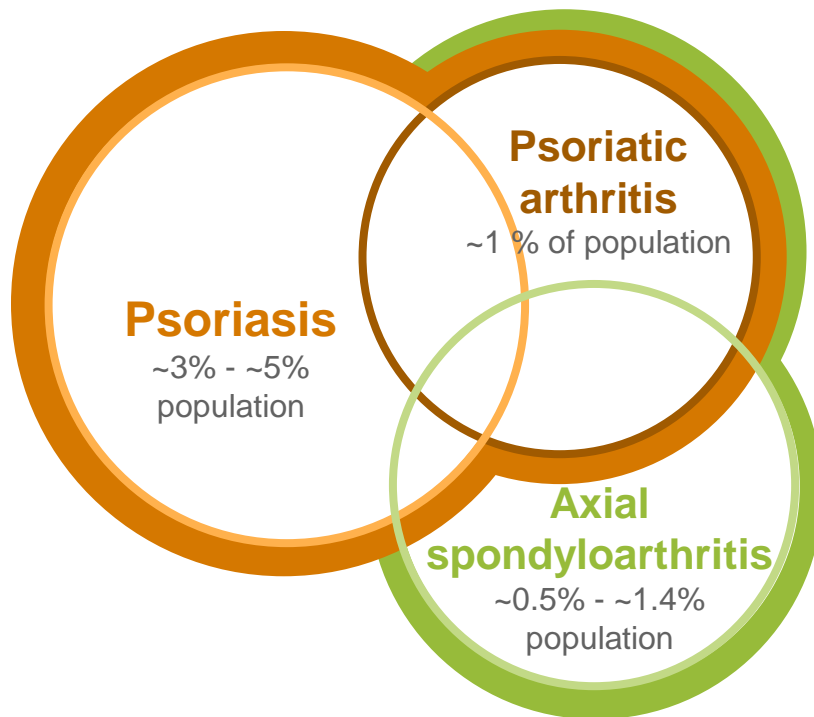 Psoriatic
arthritis
~1 % of population
Psoriasis
~3% - ~5%
population
Axial
spondyloarthritis
~0.5% - ~1.4%
population